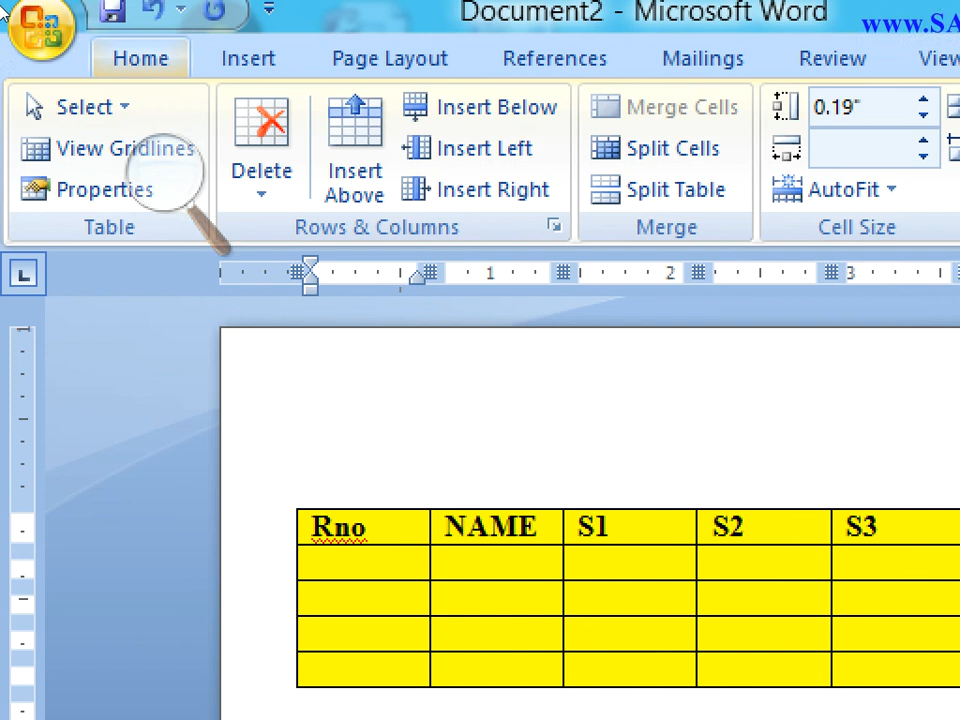 Document2 - Microsoft Word
www.SA
Home Insert Page Layout References Mailings Review View
Select Insert Below Merge Cells 0.19"
View Gridlines Insert Left Split Cells
Delete Insert Above
Properties Insert Right Split Table AutoFit
Table Rows & Columns Merge Cell Size
L 1 2 3
1
Rno NAME S1 S2 S3